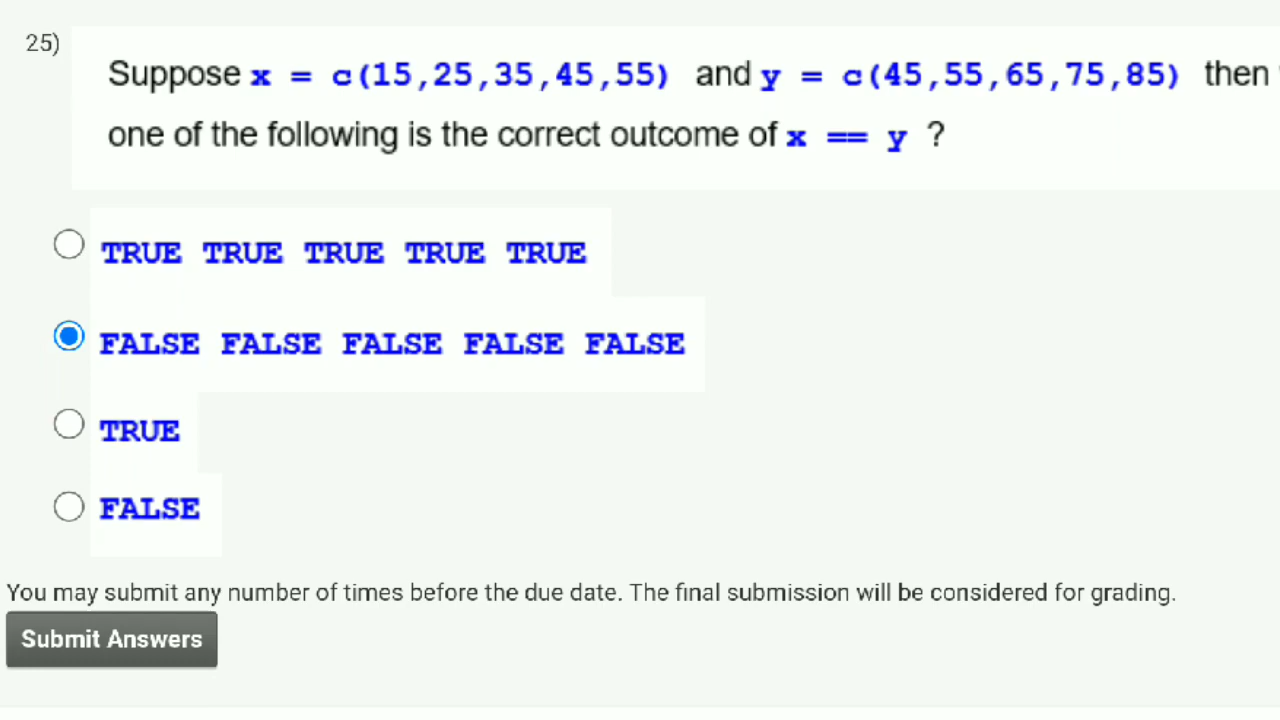 25)
Suppose x = c(15,25,35,45,55) and y = c(45,55,65,75,85) then
one of the following is the correct outcome of x == y ?
TRUE TRUE TRUE TRUE TRUE
FALSE FALSE FALSE FALSE FALSE
TRUE
FALSE
You may submit any number of times before the due date. The final submission will be considered for grading.
Submit Answers